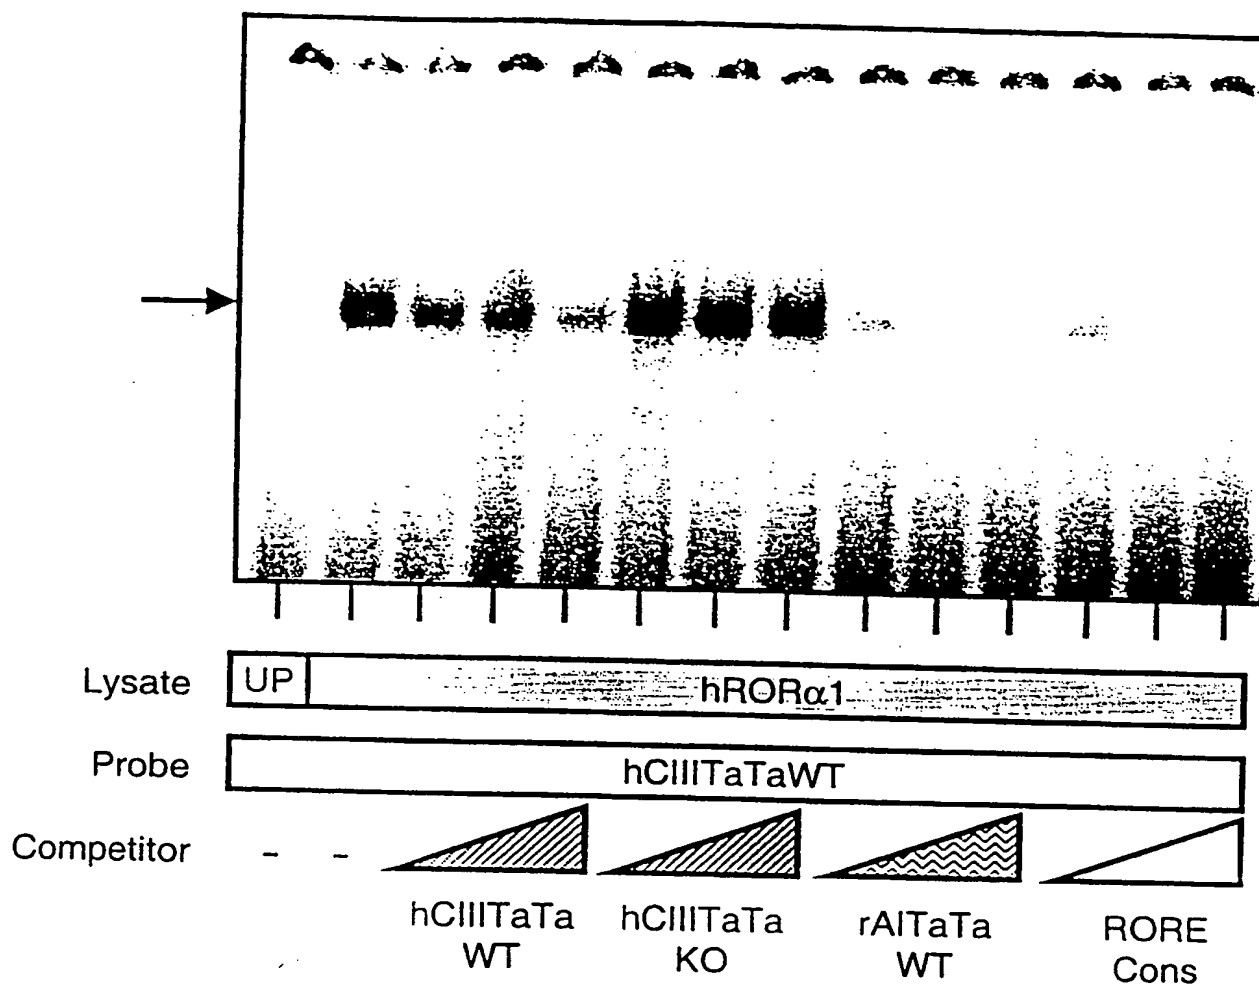 Lysate UP hRORα1
Probe hCIIITaTaWT
Competitor - -
hCIIITaTa WT
hCIIITaTa KO
rAITaTa WT
RORE Cons